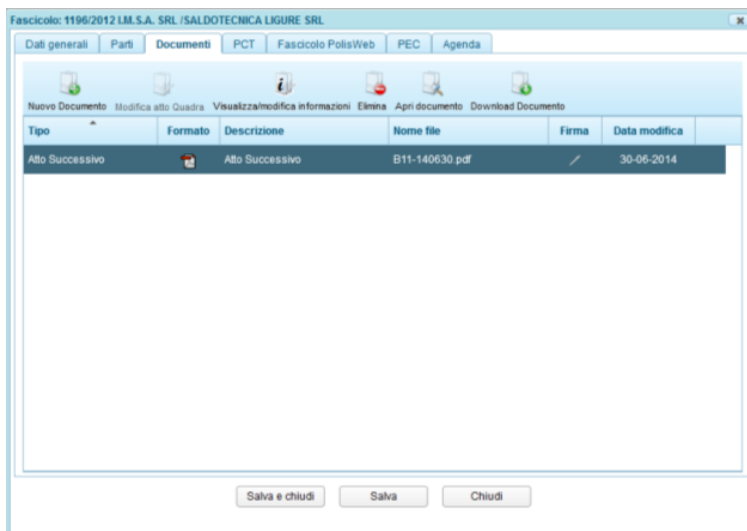 Fascicolo: 1196/2012 I.M.S.A. SRL /SALDOTECNICA LIGURE SRL
Dati generali Parti Documenti PCT Fascicolo PolisWeb PEC Agenda
Nuovo Documento Modifica atto Quadra Visualizza/modifica informazioni Elimina Apri documento Download Documento
Tipo Formato Descrizione Nome file Firma Data modifica
Atto Successivo Atto Successivo B11-140630.pdf 30-06-2014
Salva e chiudi Salva Chiudi